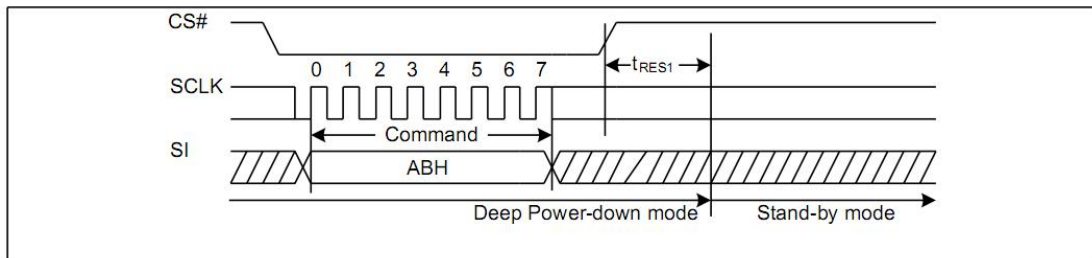 CS#
tRES1
0 1 2 3 4 5 6 7
SCLK
Command
SI
ABH
Deep Power-down mode Stand-by mode